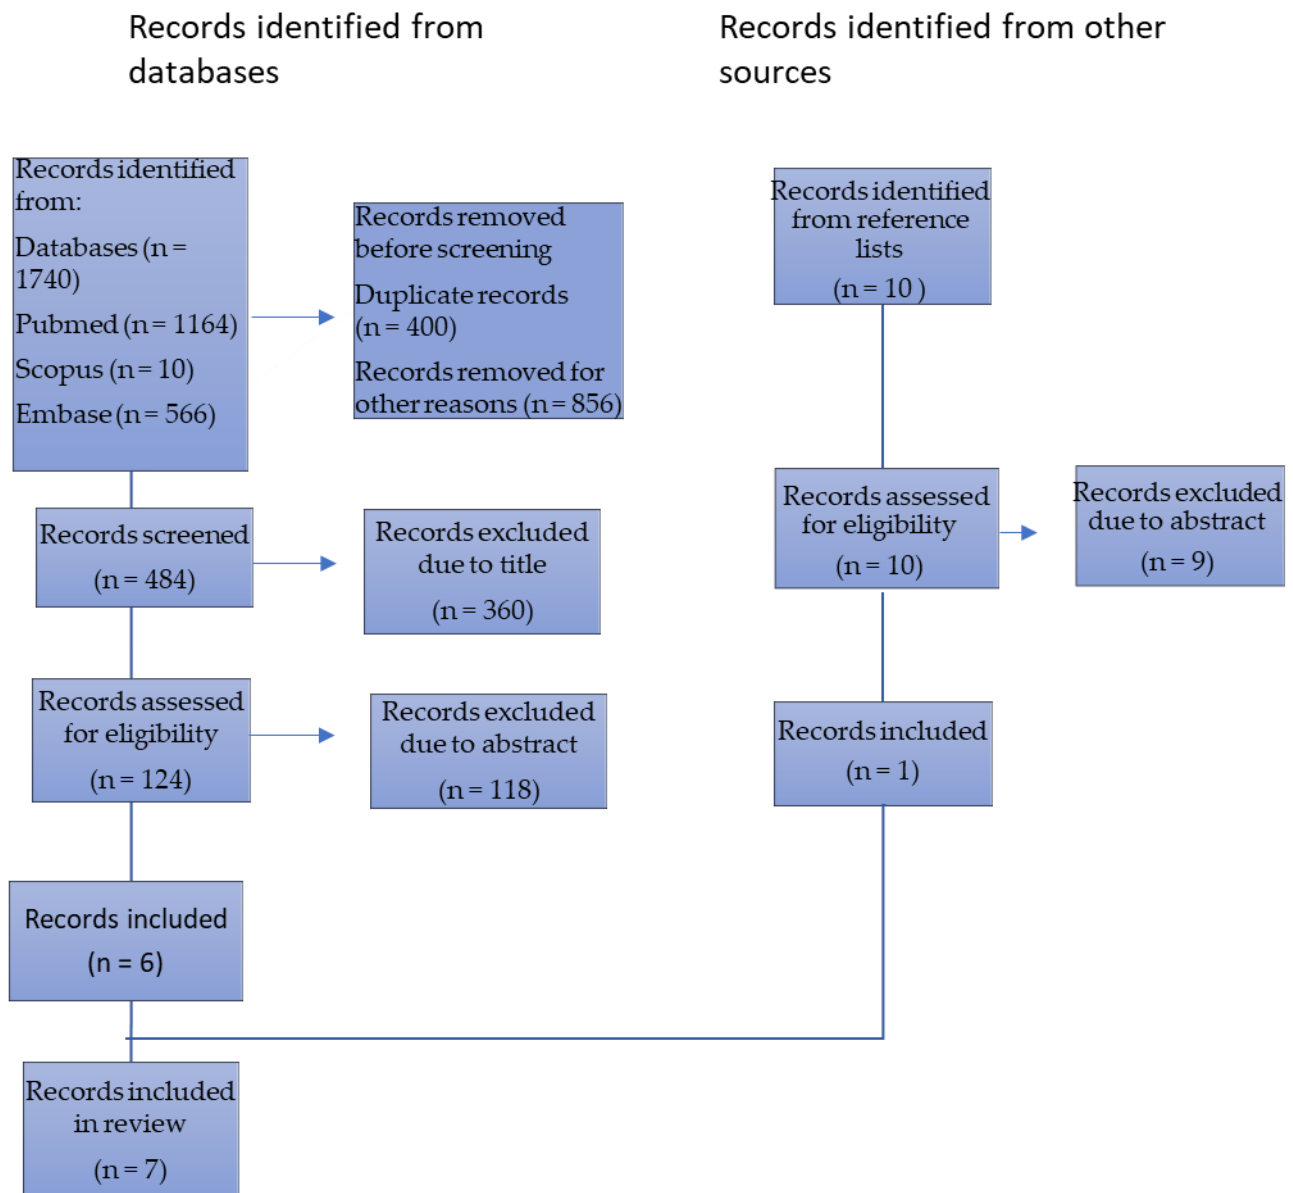 Records identified from
databases
Records identified from other
sources
Records identified
from:
Databases (n =
1740)
Pubmed (n = 1164)
Scopus (n = 10)
Embase (n = 566)
Records removed
before screening
Duplicate records
(n = 400)
Records removed for
other reasons (n = 856)
Records screened
(n = 484)
Records excluded
due to title
(n = 360)
Records assessed
for eligibility
(n = 124)
Records excluded
due to abstract
(n = 118)
Records included
(n = 6)
Records included
in review
(n = 7)
Records identified
from reference
lists
(n = 10 )
Records assessed
for eligibility
(n = 10)
Records excluded
due to abstract
(n = 9)
Records included
(n = 1)